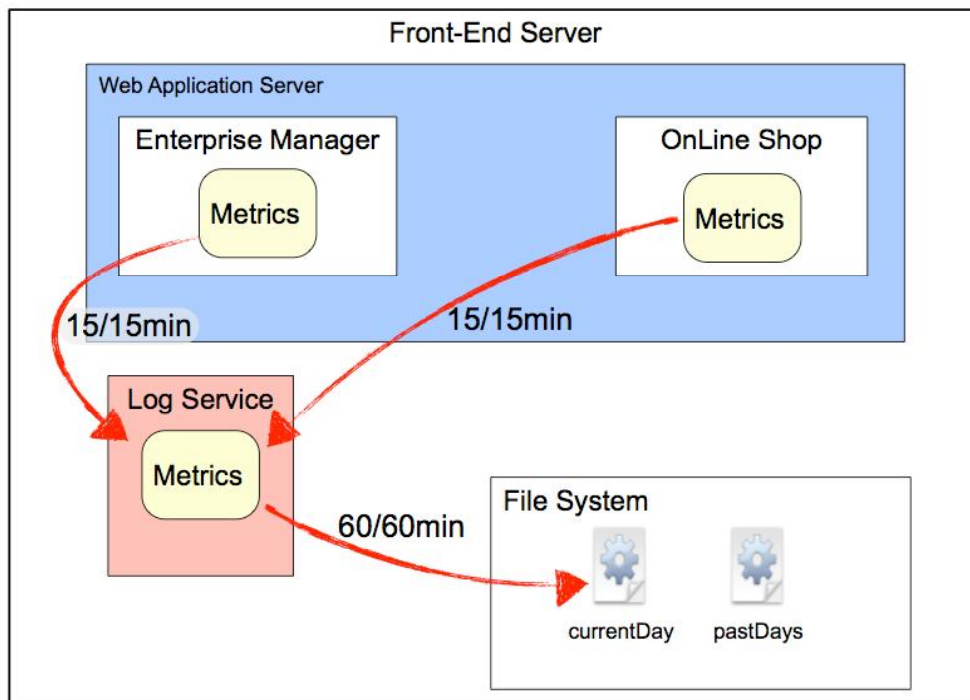 Front-End Server
Web Application Server
Enterprise Manager
OnLine Shop
Metrics
Metrics
15/15min
15/15min
Log Service
Metrics
File System
60/60min
currentDay
pastDays